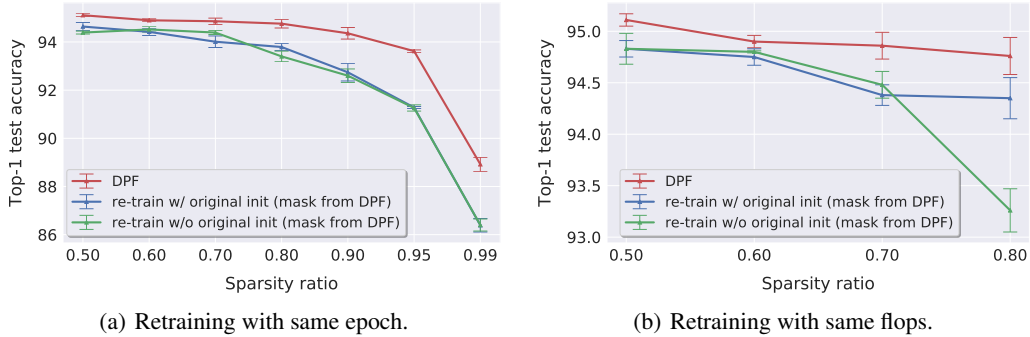 Top-1 test accuracy
94
92
90
88
86
DPF
re-train w/ original init (mask from DPF)
re-train w/o original init (mask from DPF)
0.50 0.60 0.70 0.80 0.90 0.95 0.99
Sparsity ratio
(a) Retraining with same epoch.
Top-1 test accuracy
95.0
94.5
94.0
93.5
93.0
DPF
re-train w/ original init (mask from DPF)
re-train w/o original init (mask from DPF)
0.50 0.60 0.70 0.80
Sparsity ratio
(b) Retraining with same flops.